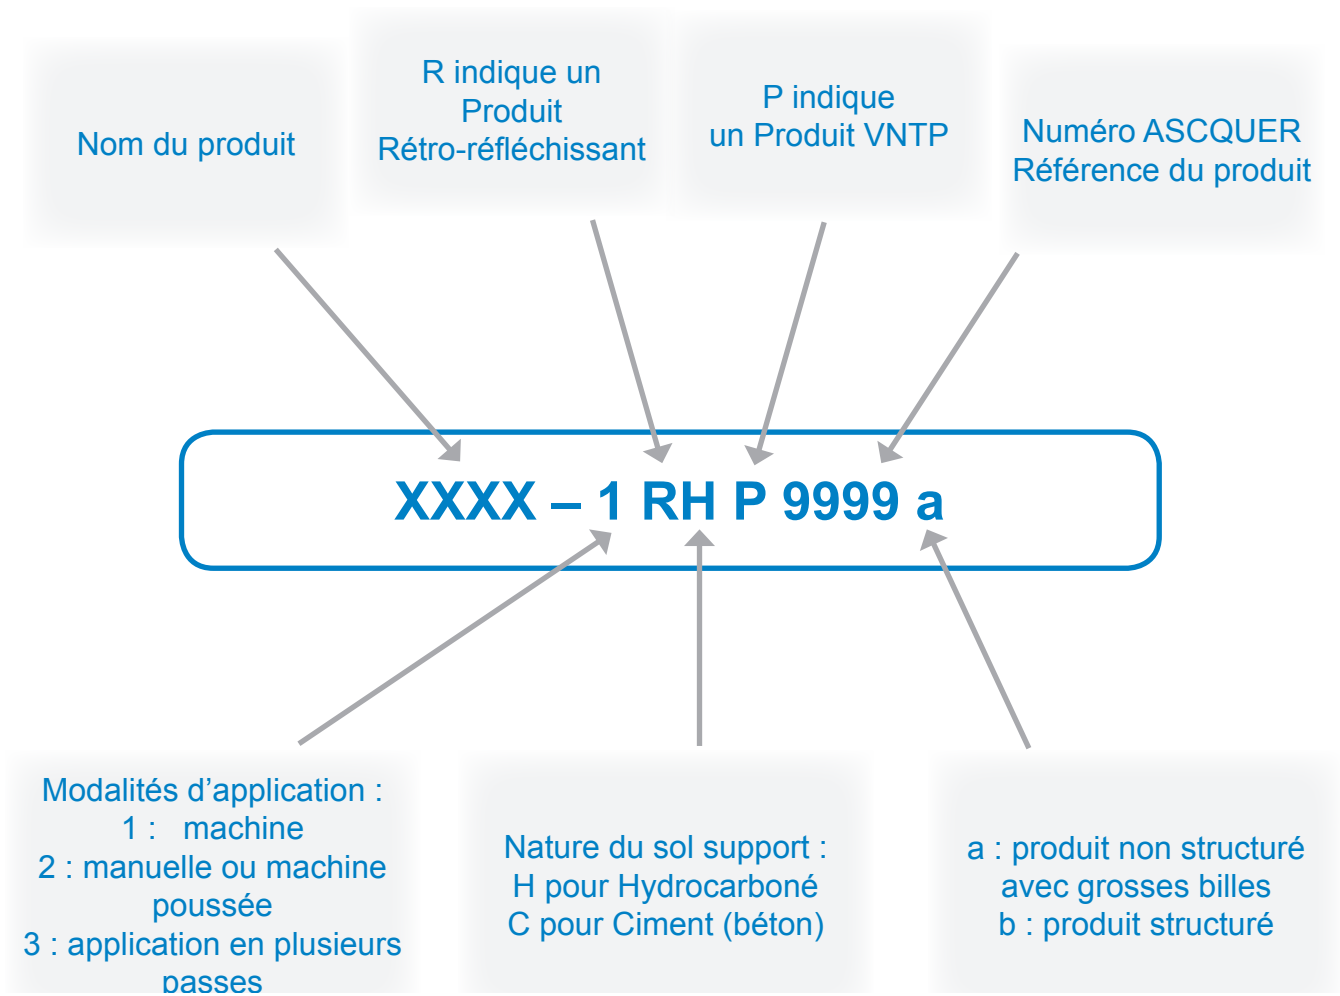 Nom du produit
R indique un
Produit
Rétro-réfléchissant
P indique
un Produit VNTP
Numéro ASCQUER
Référence du produit
XXXX – 1 RH P 9999 a
Modalités d’application :
1 : machine
2 : manuelle ou machine
poussée
3 : application en plusieurs
passes
Nature du sol support :
H pour Hydrocarboné
C pour Ciment (béton)
a : produit non structuré
avec grosses billes
b : produit structuré